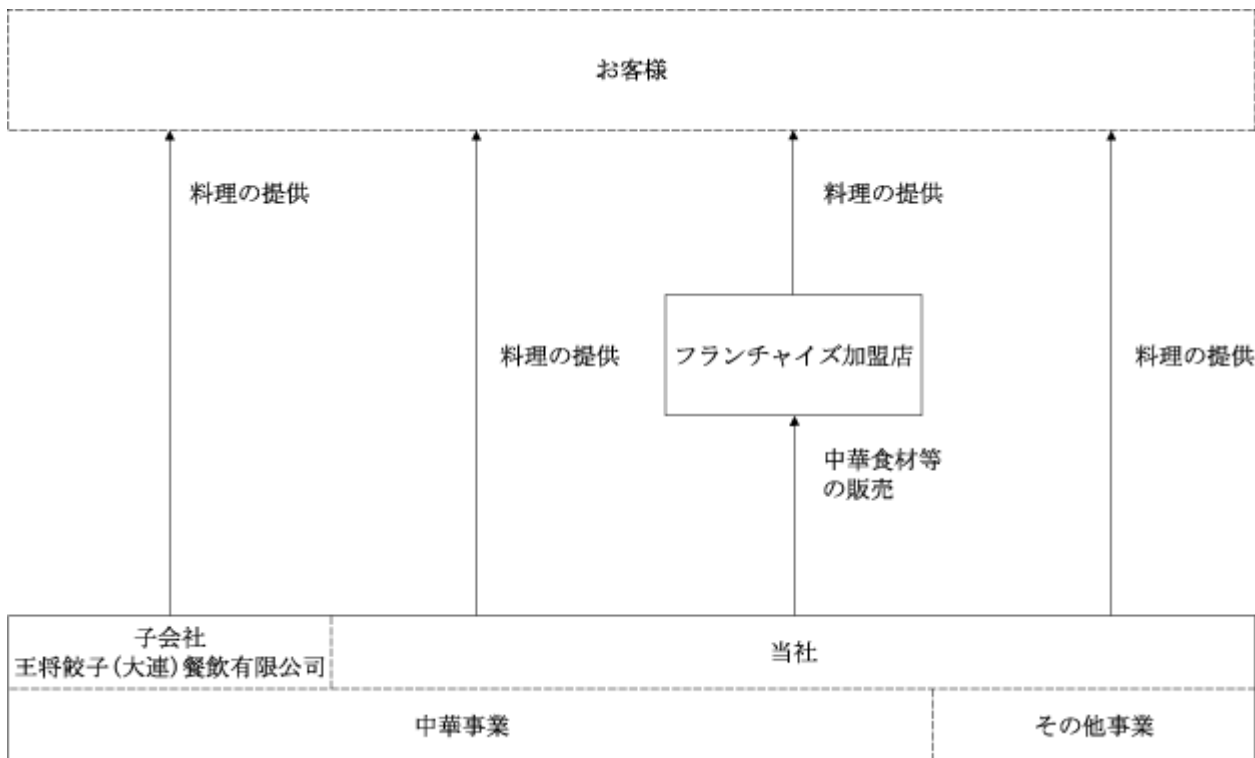 お客様
料理の提供
料理の提供
料理の提供
フランチャイズ加盟店
料理の提供
中華食材等
の販売
子会社
王将餃子(大連)餐飲有限公司
当社
中華事業
その他事業